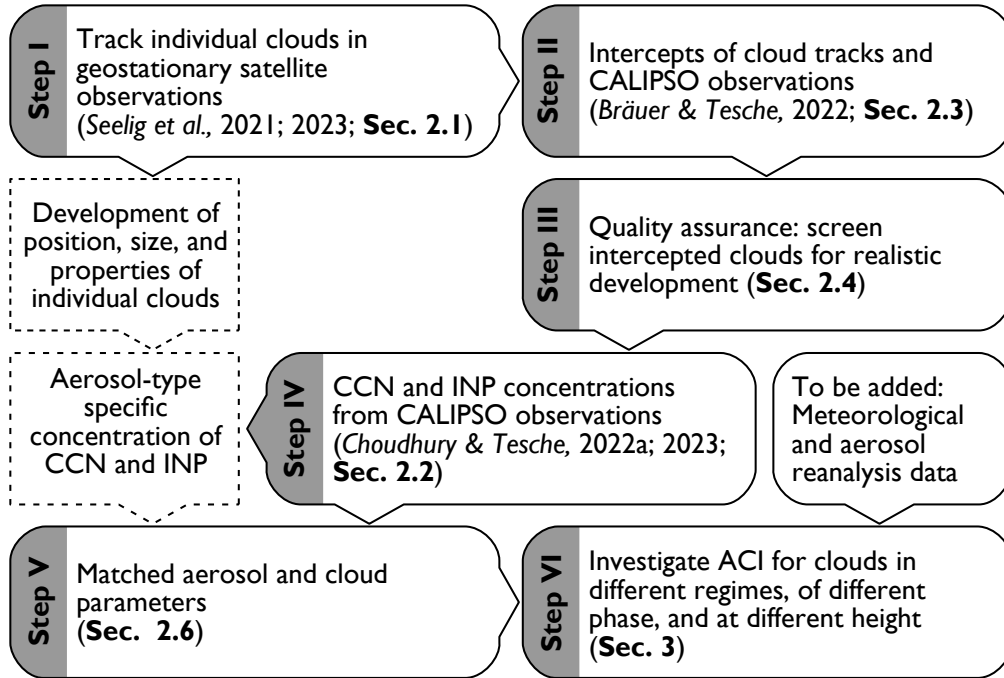 Step I
Track individual clouds in
geostationary satellite
observations
(Seelig et al., 2021; 2023; Sec. 2.1)
Step II
Intercepts of cloud tracks and
CALIPSO observations
(Bräuer & Tesche, 2022; Sec. 2.3)
Development of
position, size, and
properties of
individual clouds
Step III
Quality assurance: screen
intercepted clouds for realistic
development (Sec. 2.4)
Aerosol-type
specific
concentration of
CCN and INP
Step IV
CCN and INP concentrations
from CALIPSO observations
(Choudhury & Tesche, 2022a; 2023;
Sec. 2.2)
To be added:
Meteorological
and aerosol
reanalysis data
Step V
Matched aerosol and cloud
parameters
(Sec. 2.6)
Step VI
Investigate ACI for clouds in
different regimes, of different
phase, and at different height
(Sec. 3)